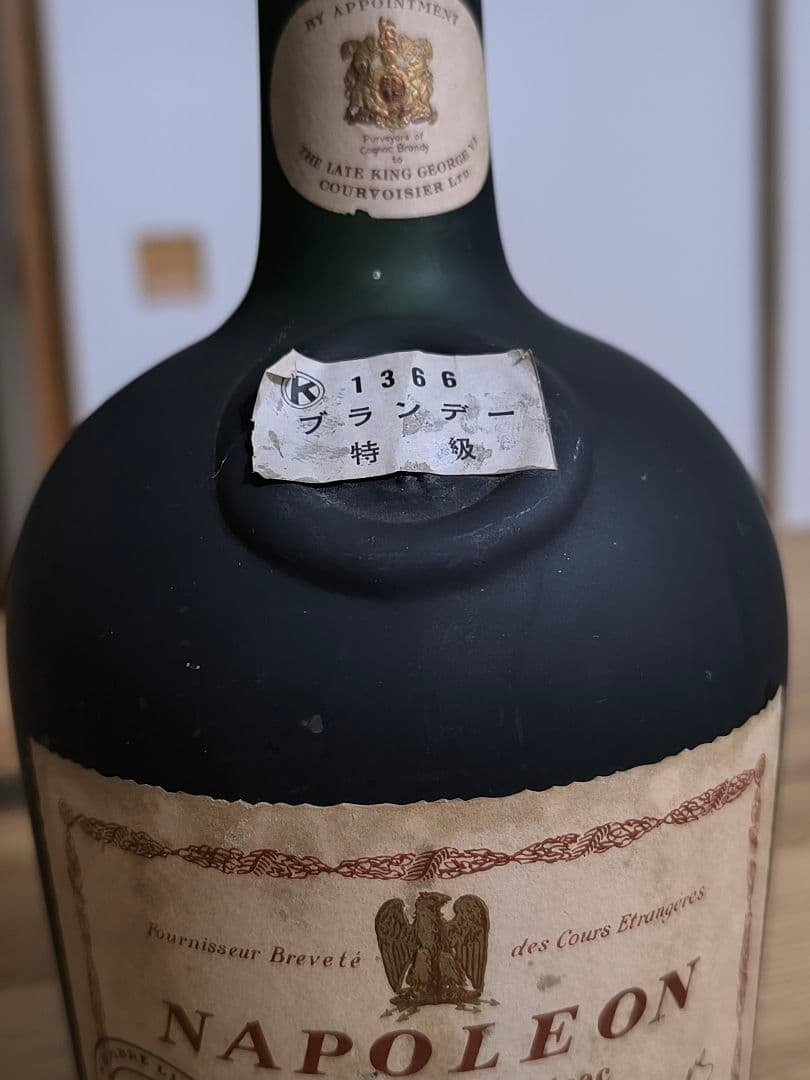 BY APPOINTMENT
Purveyors of
Cognac Brandy
to
THE LATE KING GEORGE VI
COURVOISIER LTD.
K 1366
ブランデー
特 級
Fournisseur Breveté des Cours Etrangères
NAPOLEON